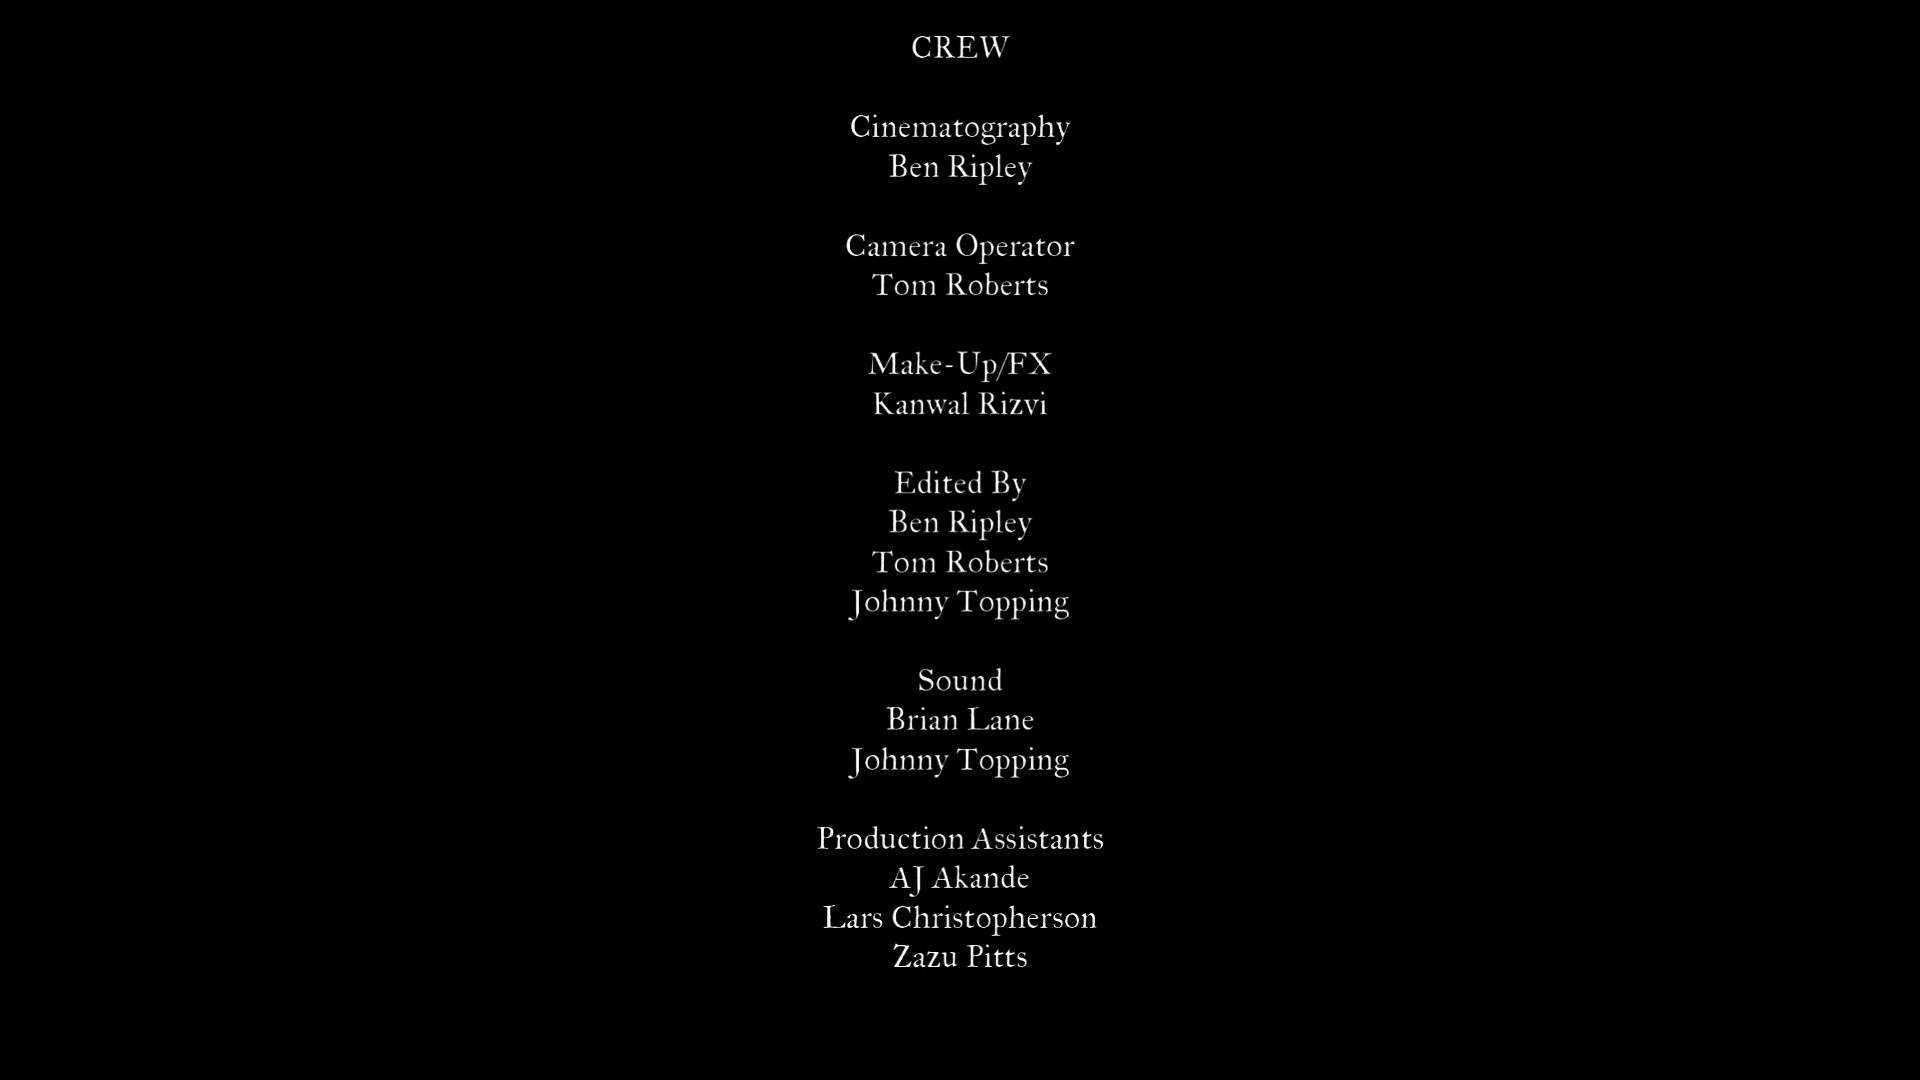 CREW
Cinematography
Ben Ripley
Camera Operator
Tom Roberts
Make-Up/FX
Kanwal Rizvi
Edited By
Ben Ripley
Tom Roberts
Johnny Topping
Sound
Brian Lane
Johnny Topping
Production Assistants
AJ Akande
Lars Christopherson
Zazu Pitts